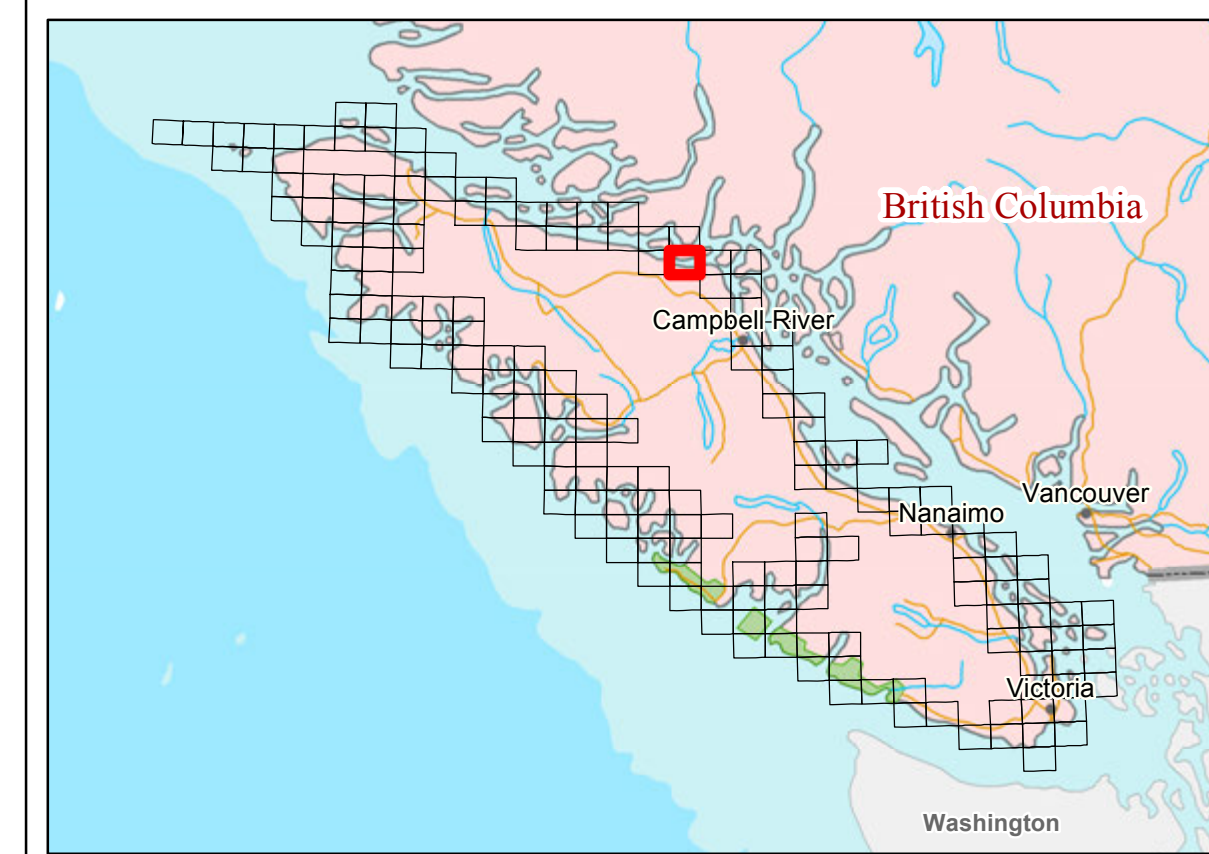 British Columbia
Campbell River
Vancouver
Nanaimo
Victoria
Washington